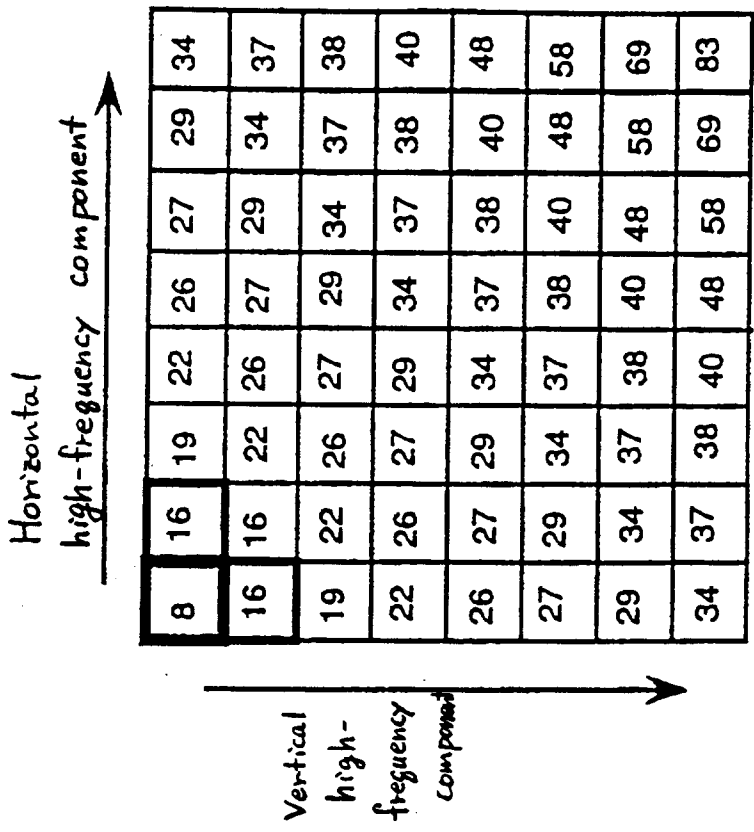 Horizontal
high-frequency component
8 16 19 22 26 27 29 34
16 16 22 26 27 29 34 37
19 22 26 27 29 34 37 38
22 26 27 29 34 37 38 40
26 27 29 34 37 38 40 48
27 29 34 37 38 40 48 58
29 34 37 38 40 48 58 69
34 37 38 40 48 58 69 83
Vertical
high-
frequency
component